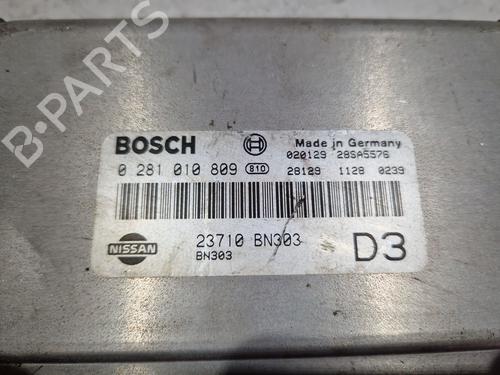 B-PARTS
BOSCH
Made in Germany
020129 28SA5576
0 281 010 809 810
28129 1128 0239
NISSAN
23710 BN303
BN303
D3